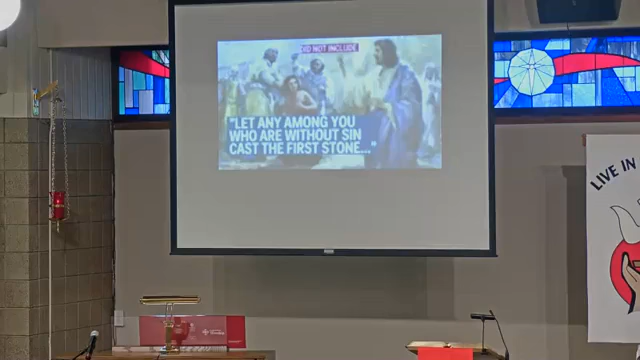 DID NOT INCLUDE
"LET ANY AMONG YOU
WHO ARE WITHOUT SIN
CAST THE FIRST STONE..."
LIVE IN